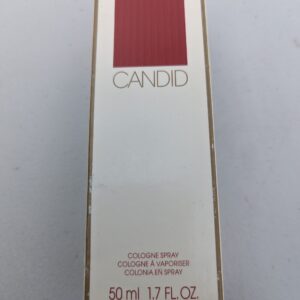 CANDID
COLOGNE SPRAY
COLOGNE À VAPORISER
COLONIA EN SPRAY
50 ml 1.7 FL. OZ.